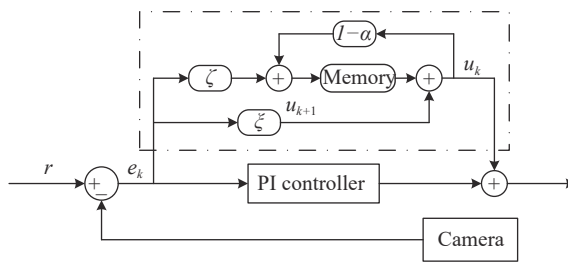 1−α
ζ
+
Memory
+
u_k
ξ
u_{k+1}
r
e_k
+
−
PI controller
+
Camera